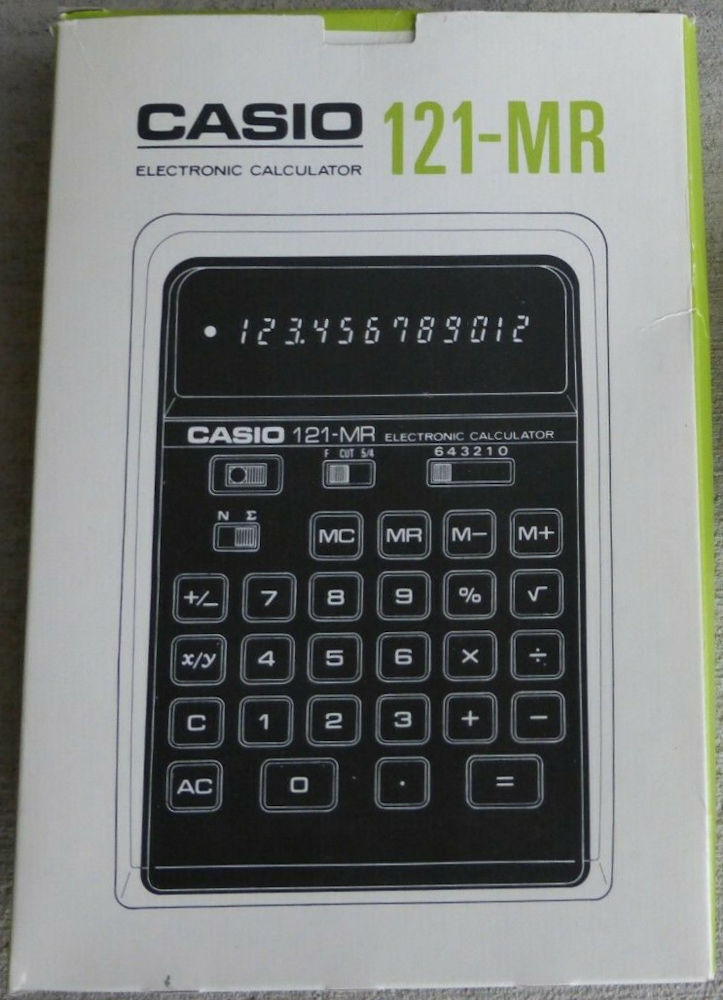 CASIO 121-MR
ELECTRONIC CALCULATOR
123.456789012
CASIO 121-MR ELECTRONIC CALCULATOR
F CUT 5/4 643210
N Σ
MC MR M− M+
+/− 7 8 9 % √
x/y 4 5 6 × ÷
C 1 2 3 + −
AC 0 · =